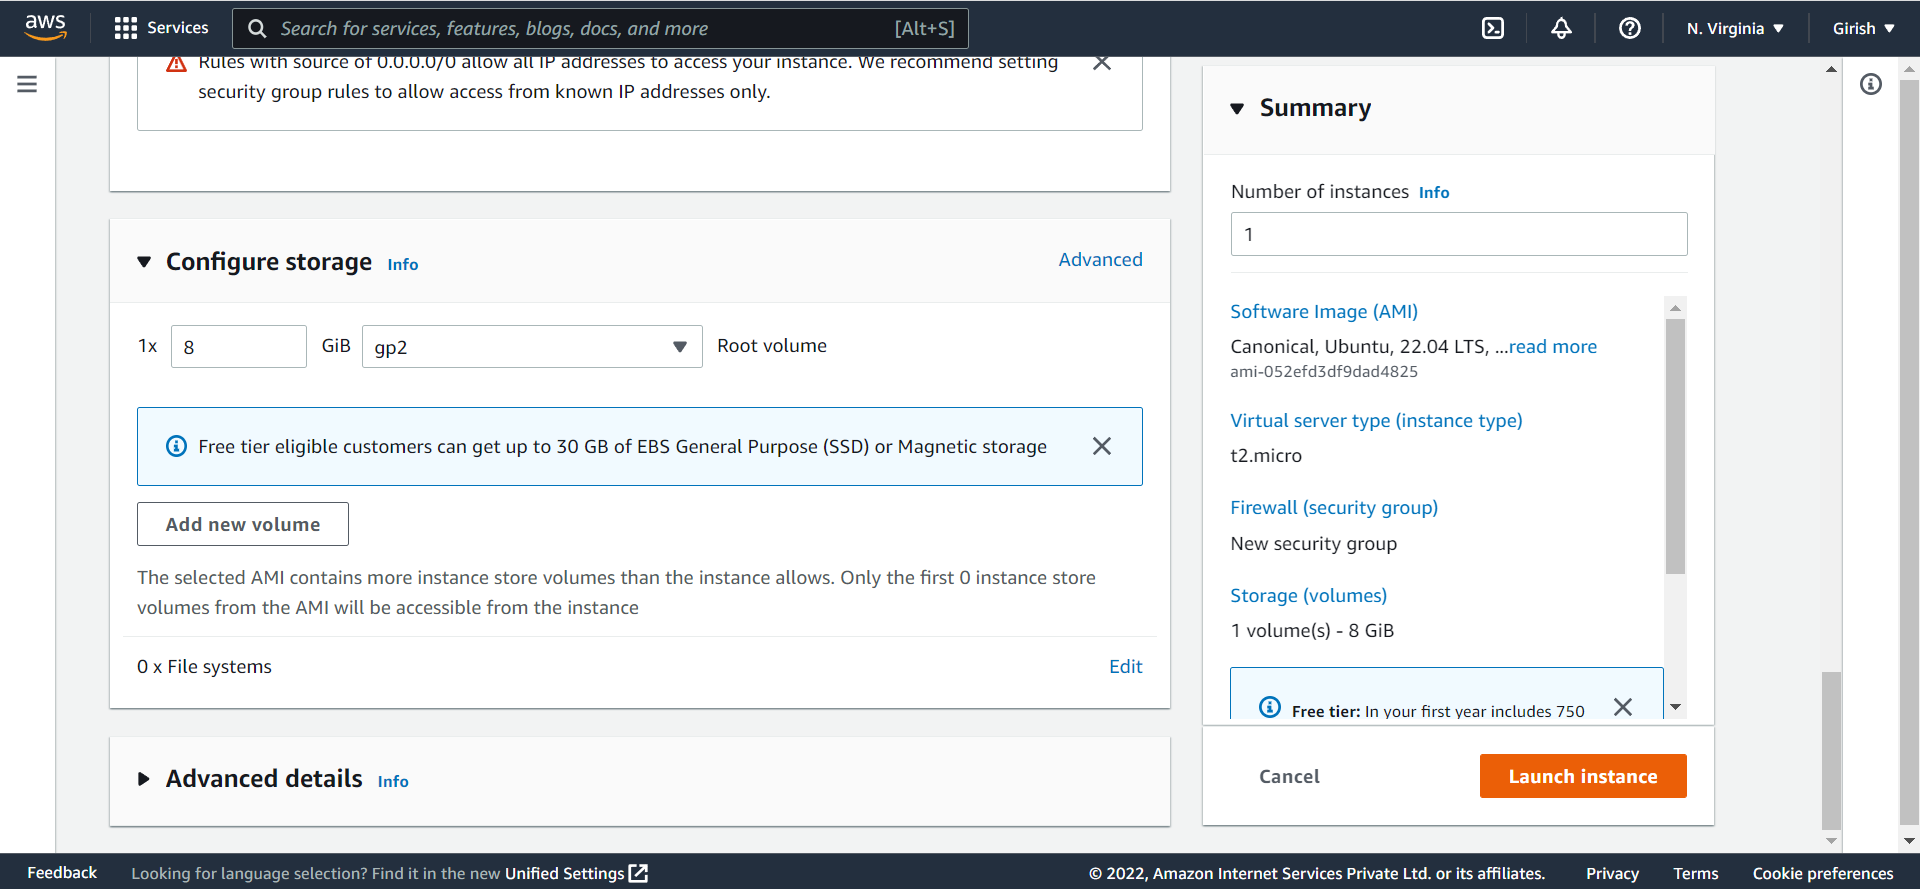 aws
Services
Search for services, features, blogs, docs, and more
[Alt+S]
N. Virginia
Girish
Rules with source of 0.0.0.0/0 allow all IP addresses to access your instance. We recommend setting
security group rules to allow access from known IP addresses only.
Configure storage Info
Advanced
1x
8
GiB
gp2
Root volume
Free tier eligible customers can get up to 30 GB of EBS General Purpose (SSD) or Magnetic storage
Add new volume
The selected AMI contains more instance store volumes than the instance allows. Only the first 0 instance store
volumes from the AMI will be accessible from the instance
0 x File systems
Edit
Advanced details Info
Summary
Number of instances Info
1
Software Image (AMI)
Canonical, Ubuntu, 22.04 LTS, ...read more
ami-052efd3df9dad4825
Virtual server type (instance type)
t2.micro
Firewall (security group)
New security group
Storage (volumes)
1 volume(s) - 8 GiB
Free tier: In your first year includes 750
Cancel
Launch instance
Feedback
Looking for language selection? Find it in the new Unified Settings
© 2022, Amazon Internet Services Private Ltd. or its affiliates.
Privacy
Terms
Cookie preferences